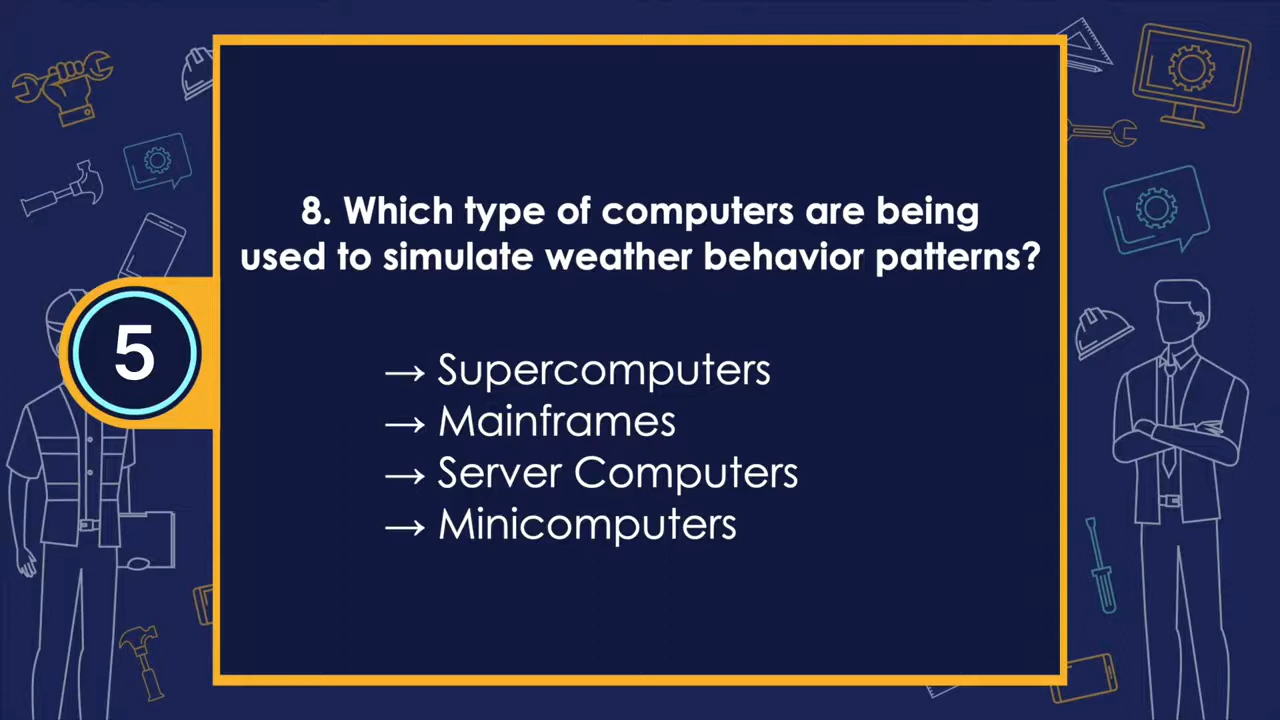 8. Which type of computers are being
used to simulate weather behavior patterns?
5
→ Supercomputers
→ Mainframes
→ Server Computers
→ Minicomputers